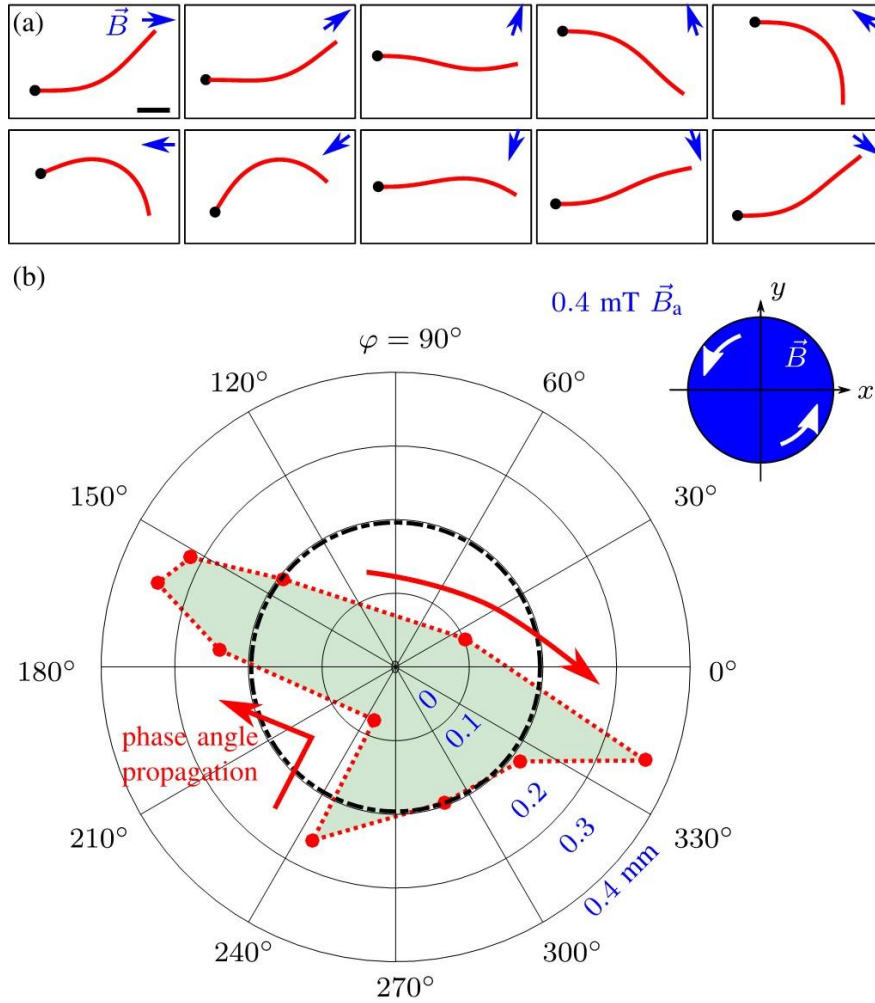 (a)
B⃗
(b)
0.4 mT B⃗a
y
x
B⃗
φ = 90°
120°
60°
150°
30°
180°
0°
phase angle
propagation
0
0.1
0.2
0.3
0.4 mm
210°
330°
240°
300°
270°